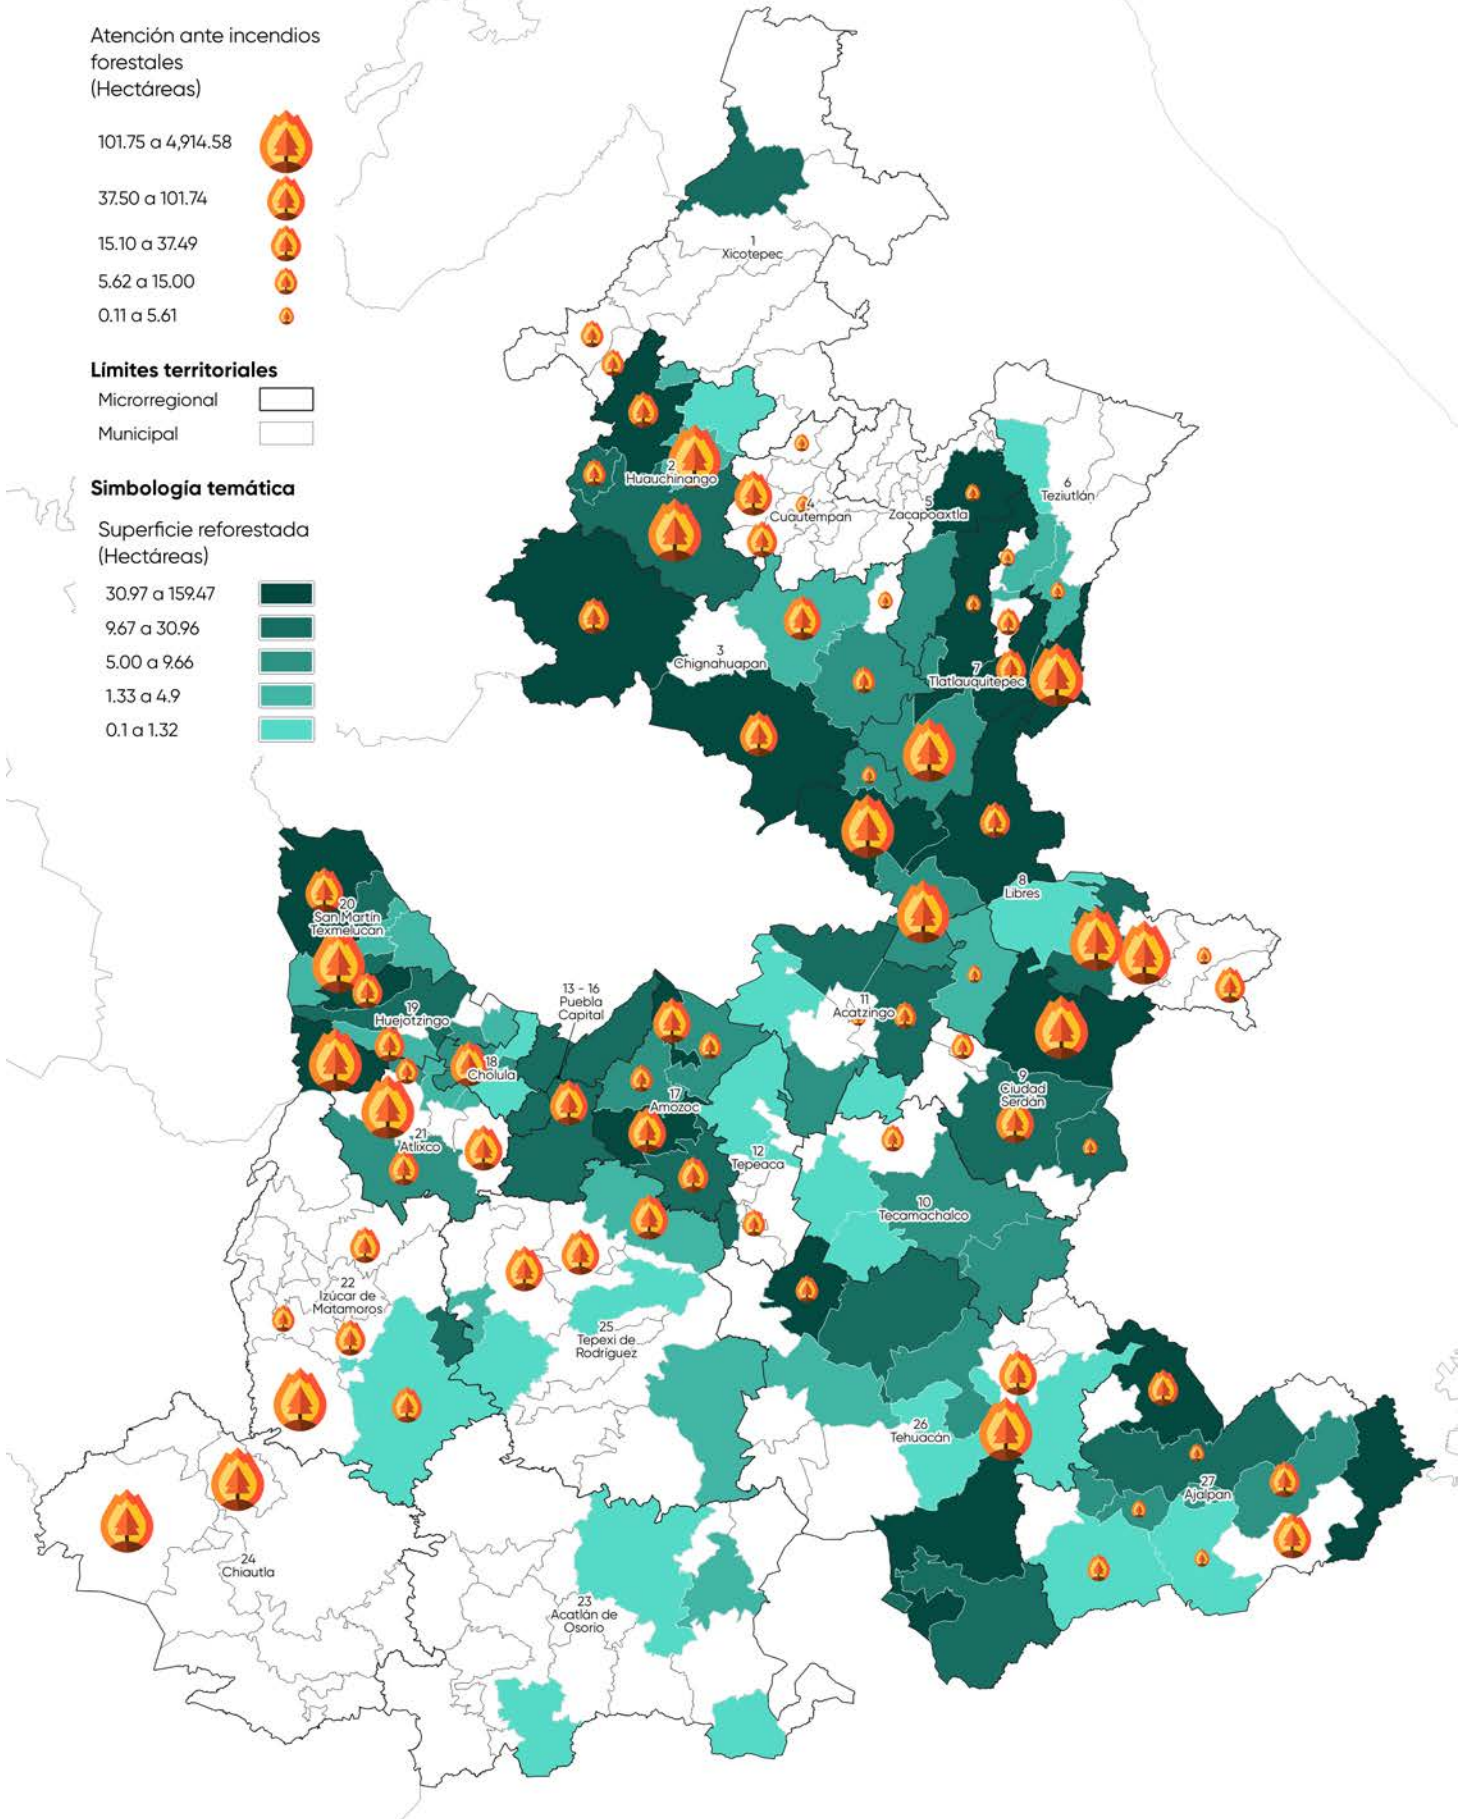 Atención ante incendios
forestales
(Hectáreas)
101.75 a 4,914.58
37.50 a 101.74
15.10 a 37.49
5.62 a 15.00
0.11 a 5.61
Límites territoriales
Microrregional
Municipal
Simbología temática
Superficie reforestada
(Hectáreas)
30.97 a 159.47
9.67 a 30.96
5.00 a 9.66
1.33 a 4.9
0.1 a 1.32
1
Xicotepec
2
Huauchinango
4
Cuautempan
5
Zacapoaxtla
6
Teziutlán
3
Chignahuapan
7
Tlatlauquitepec
8
Libres
20
San Martín
Texmelucan
13 - 16
Puebla
Capital
11
Acatzingo
19
Huejotzingo
18
Cholula
9
Ciudad
Serdán
17
Amozoc
21
Atlixco
12
Tepeaca
10
Tecamachalco
22
Izúcar de
Matamoros
25
Tepexi de
Rodríguez
26
Tehuacán
27
Ajalpan
24
Chiautla
23
Acatlán de
Osorio